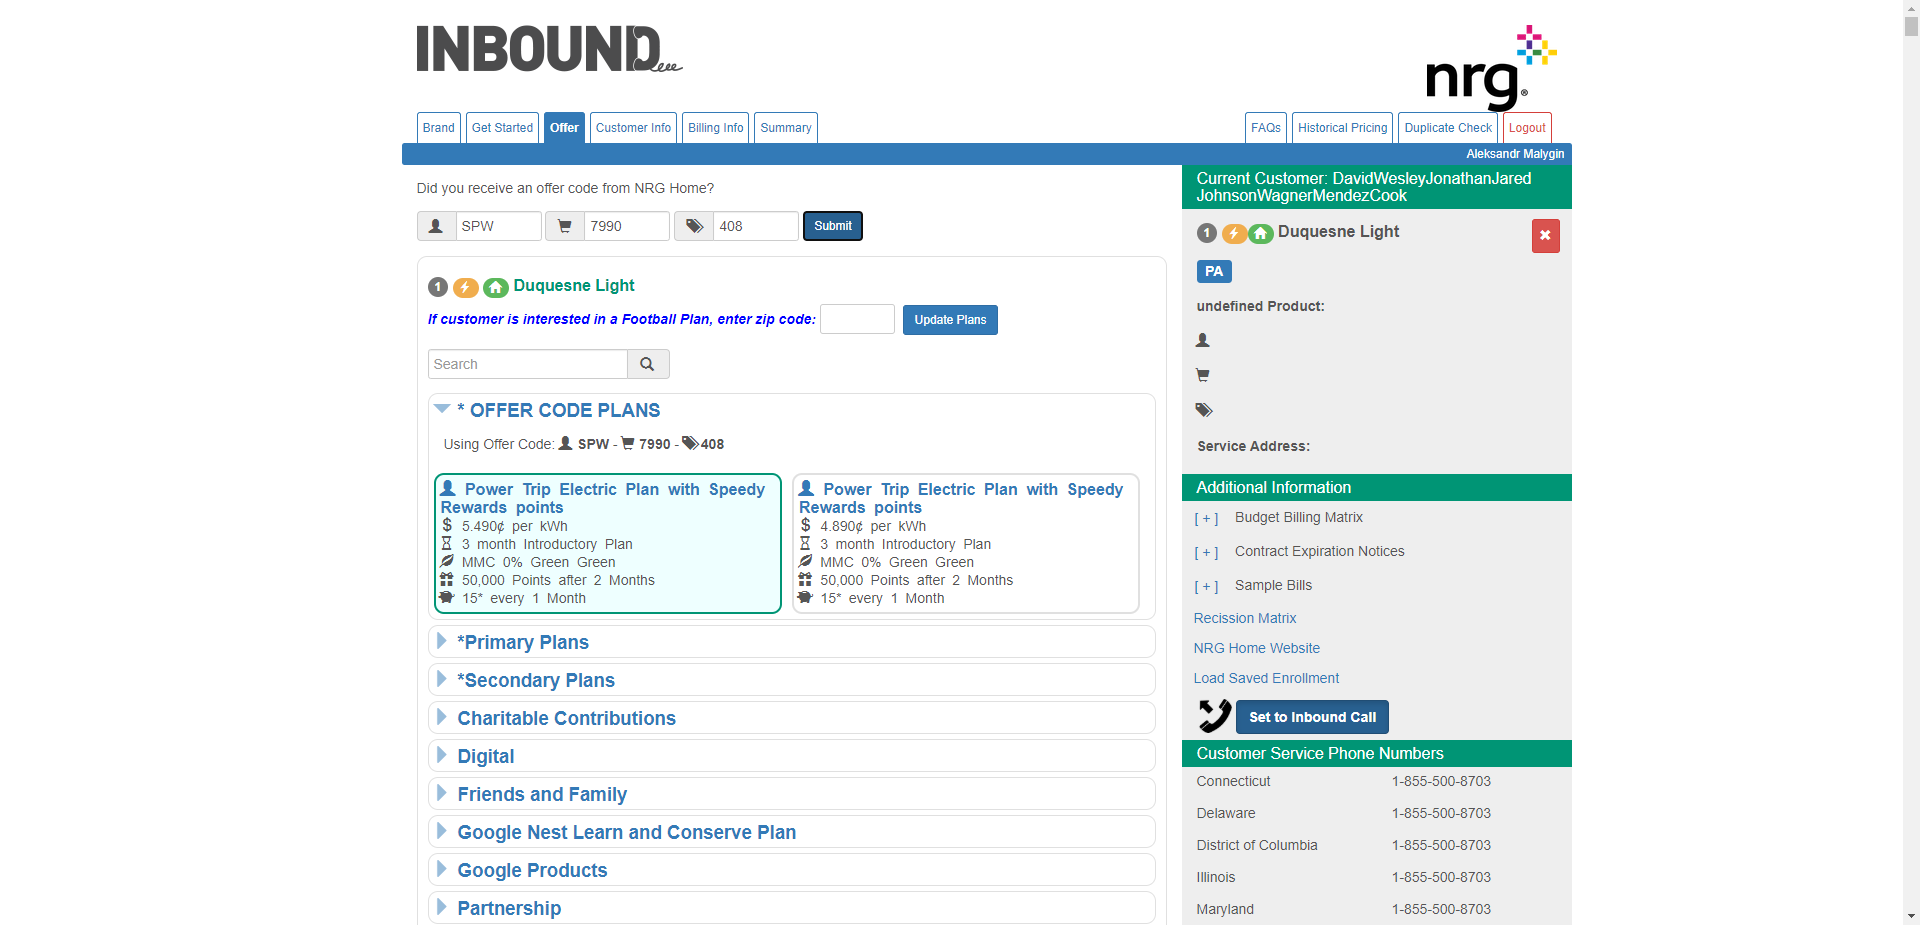 INBOUND
nrg®
Brand
Get Started
Offer
Customer Info
Billing Info
Summary
FAQs
Historical Pricing
Duplicate Check
Logout
Aleksandr Malygin
Did you receive an offer code from NRG Home?
SPW
7990
408
Submit
1 Duquesne Light
If customer is interested in a Football Plan, enter zip code:
Update Plans
Search
* OFFER CODE PLANS
Using Offer Code: SPW - 7990 - 408
Power Trip Electric Plan with Speedy
Rewards points
$ 5.490¢ per kWh
3 month Introductory Plan
MMC 0% Green Green
50,000 Points after 2 Months
15* every 1 Month
Power Trip Electric Plan with Speedy
Rewards points
$ 4.890¢ per kWh
3 month Introductory Plan
MMC 0% Green Green
50,000 Points after 2 Months
15* every 1 Month
*Primary Plans
*Secondary Plans
Charitable Contributions
Digital
Friends and Family
Google Nest Learn and Conserve Plan
Google Products
Partnership
Current Customer: DavidWesleyJonathanJared
JohnsonWagnerMendezCook
1 Duquesne Light
PA
undefined Product:
Service Address:
Additional Information
[ + ] Budget Billing Matrix
[ + ] Contract Expiration Notices
[ + ] Sample Bills
Recission Matrix
NRG Home Website
Load Saved Enrollment
Set to Inbound Call
Customer Service Phone Numbers
Connecticut 1-855-500-8703
Delaware 1-855-500-8703
District of Columbia 1-855-500-8703
Illinois 1-855-500-8703
Maryland 1-855-500-8703